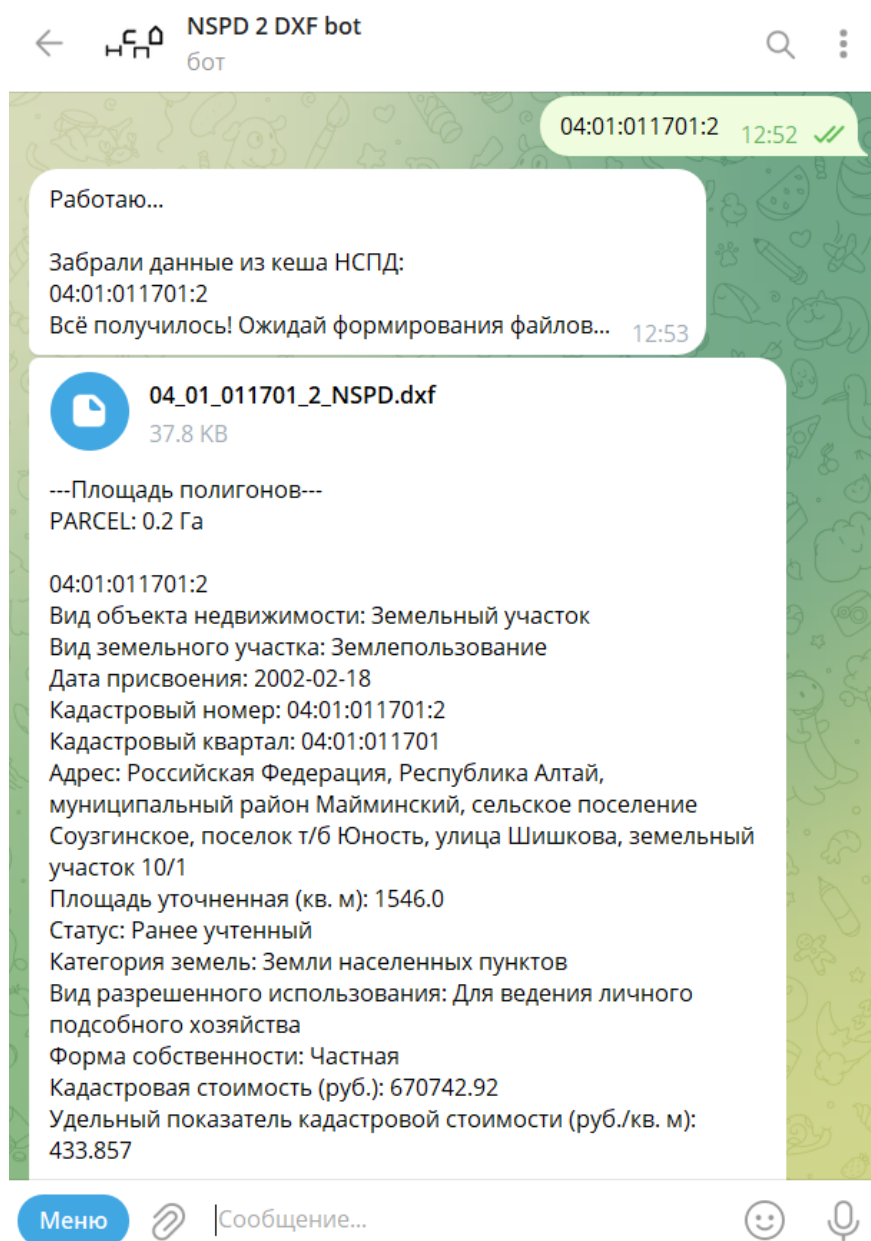 NSPD 2 DXF bot
бот
04:01:011701:2 12:52
Работаю...
Забрали данные из кеша НСПД:
04:01:011701:2
Всё получилось! Ожидай формирования файлов... 12:53
04_01_011701_2_NSPD.dxf
37.8 KB
---Площадь полигонов---
PARCEL: 0.2 Га
04:01:011701:2
Вид объекта недвижимости: Земельный участок
Вид земельного участка: Землепользование
Дата присвоения: 2002-02-18
Кадастровый номер: 04:01:011701:2
Кадастровый квартал: 04:01:011701
Адрес: Российская Федерация, Республика Алтай,
муниципальный район Майминский, сельское поселение
Соузгинское, поселок т/б Юность, улица Шишкова, земельный
участок 10/1
Площадь уточненная (кв. м): 1546.0
Статус: Ранее учтенный
Категория земель: Земли населенных пунктов
Вид разрешенного использования: Для ведения личного
подсобного хозяйства
Форма собственности: Частная
Кадастровая стоимость (руб.): 670742.92
Удельный показатель кадастровой стоимости (руб./кв. м):
433.857
Меню
Сообщение...